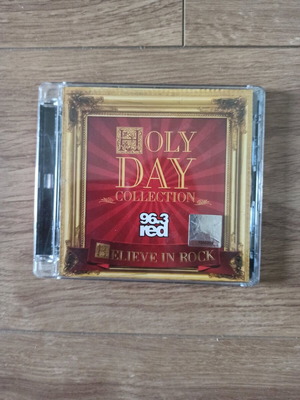 HOLY
DAY
COLLECTION
96.3
red
BELIEVE IN ROCK